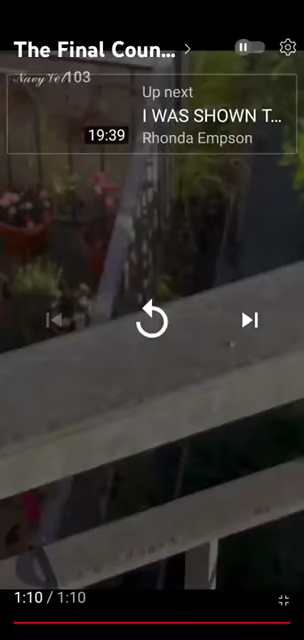 The Final Coun...
NavyVet103
Up next
I WAS SHOWN T...
19:39
Rhonda Empson
1:10 / 1:10